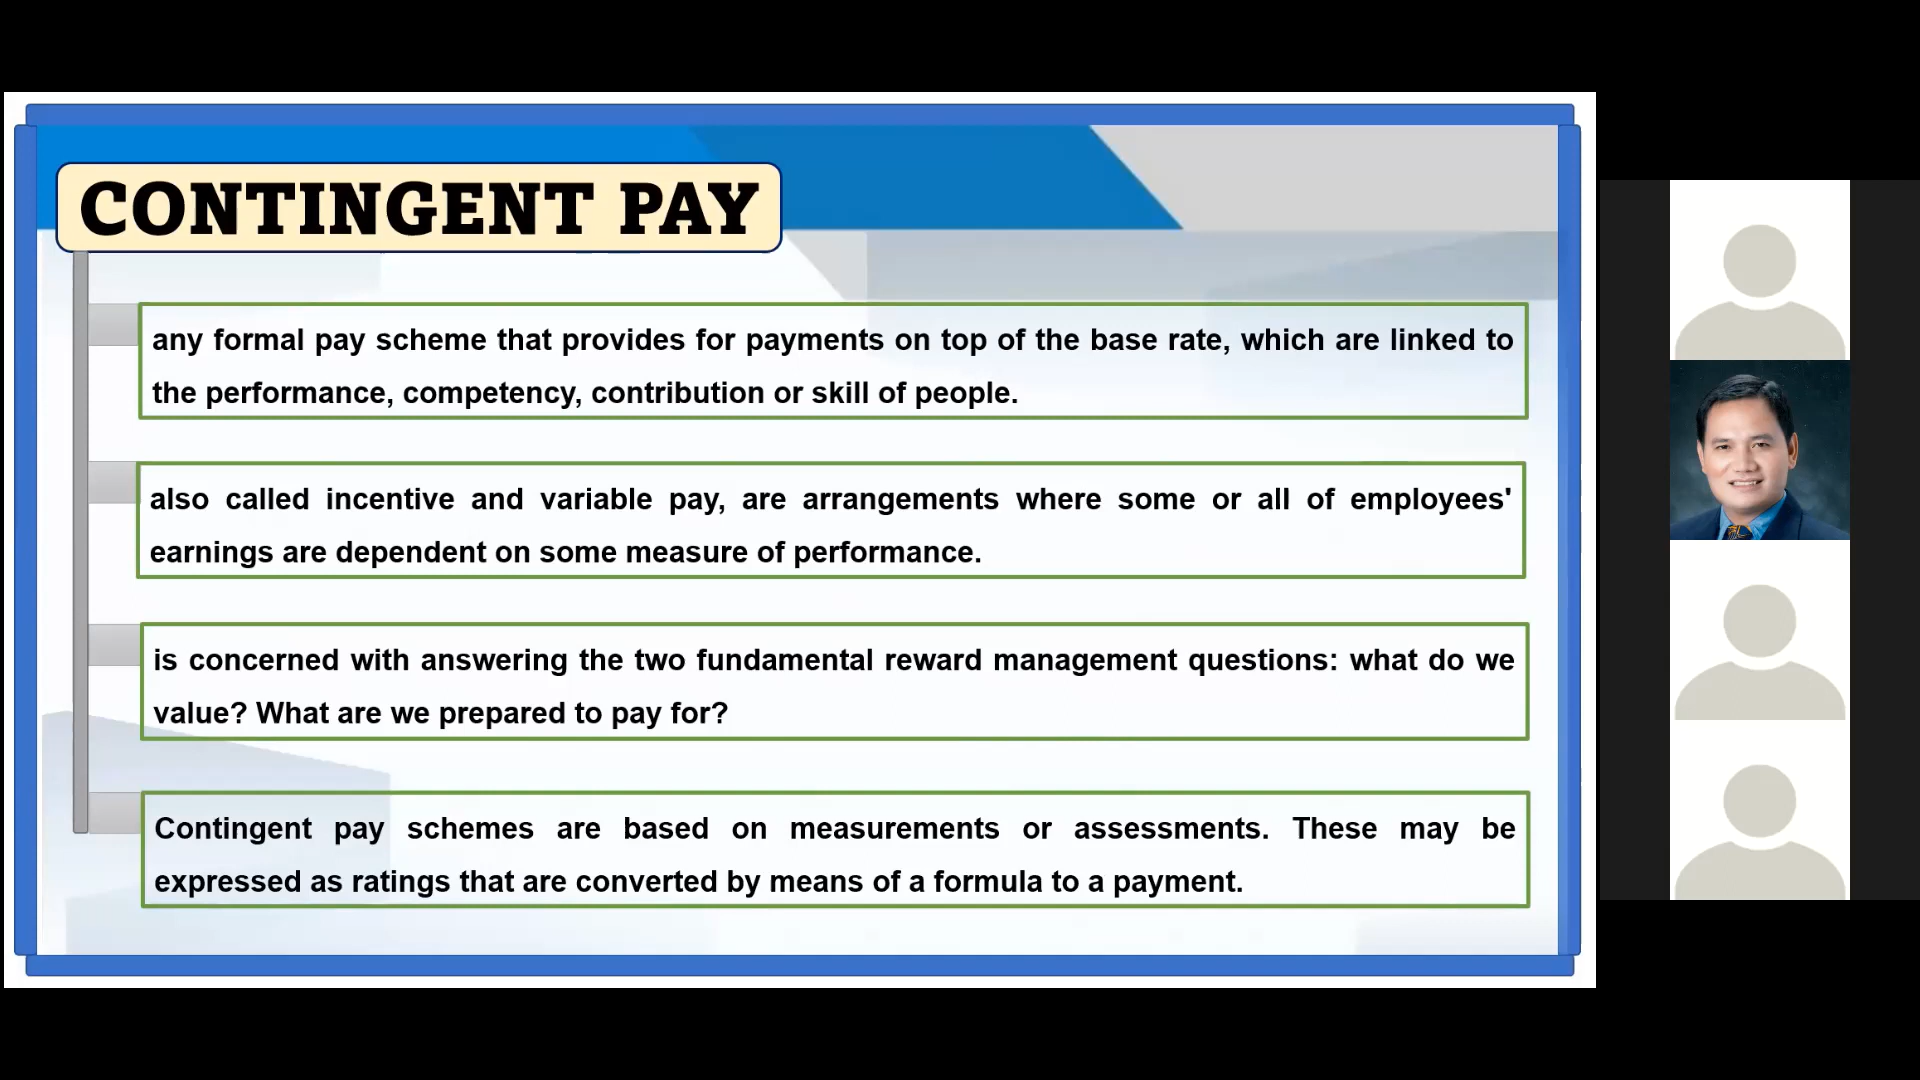 CONTINGENT PAY
any formal pay scheme that provides for payments on top of the base rate, which are linked to
the performance, competency, contribution or skill of people.
also called incentive and variable pay, are arrangements where some or all of employees'
earnings are dependent on some measure of performance.
is concerned with answering the two fundamental reward management questions: what do we
value? What are we prepared to pay for?
Contingent pay schemes are based on measurements or assessments. These may be
expressed as ratings that are converted by means of a formula to a payment.